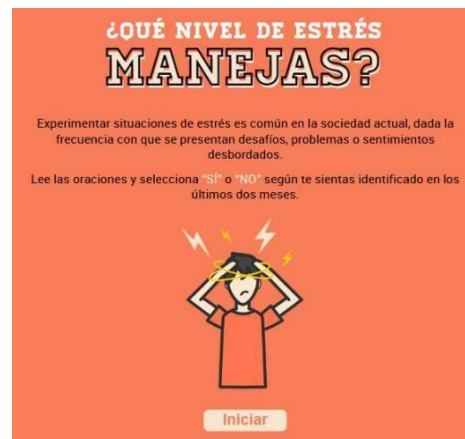 ¿QUÉ NIVEL DE ESTRÉS
MANEJAS?
Experimentar situaciones de estrés es común en la sociedad actual, dada la
frecuencia con que se presentan desafíos, problemas o sentimientos
desbordados.
Lee las oraciones y selecciona "SÍ" o "NO" según te sientas identificado en los
últimos dos meses.
Iniciar